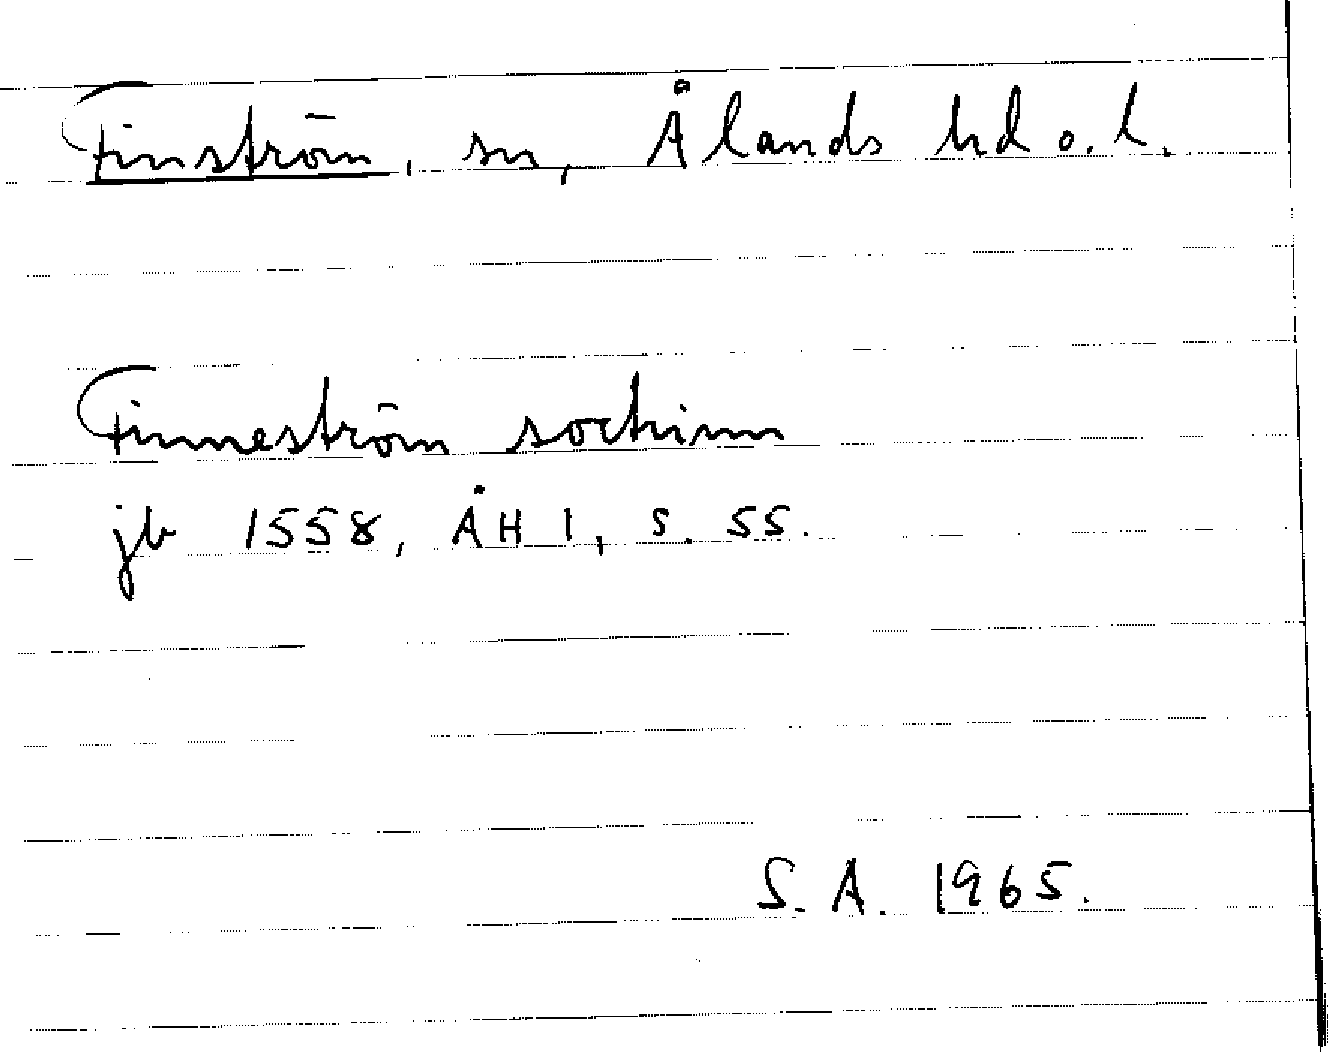 Finström, sn, Ålands hd o. l.
Finneström sochinn
jb 1558, ÅH 1, s. 55.
S. A. 1965.